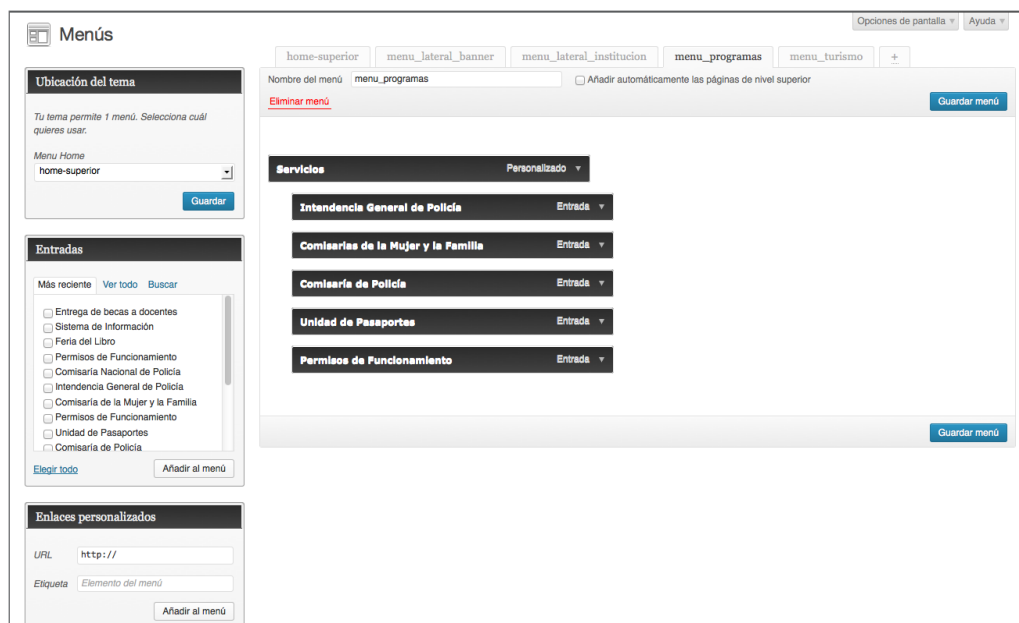 Opciones de pantalla
Ayuda
Menús
home-superior
menu_lateral_banner
menu_lateral_institucion
menu_programas
menu_turismo
+
Ubicación del tema
Tu tema permite 1 menú. Selecciona cuál
quieres usar.
Menu Home
home-superior
Guardar
Nombre del menú
menu_programas
Añadir automáticamente las páginas de nivel superior
Eliminar menú
Guardar menú
Servicios
Personalizado
Intendencia General de Policía
Entrada
Comisarías de la Mujer y la Familia
Entrada
Comisaría de Policía
Entrada
Unidad de Pasaportes
Entrada
Permisos de Funcionamiento
Entrada
Guardar menú
Entradas
Más reciente
Ver todo
Buscar
Entrega de becas a docentes
Sistema de Información
Feria del Libro
Permisos de Funcionamiento
Comisaría Nacional de Policía
Intendencia General de Policía
Comisaría de la Mujer y la Familia
Permisos de Funcionamiento
Unidad de Pasaportes
Comisaría de Policía
Elegir todo
Añadir al menú
Enlaces personalizados
URL
http://
Etiqueta
Elemento del menú
Añadir al menú